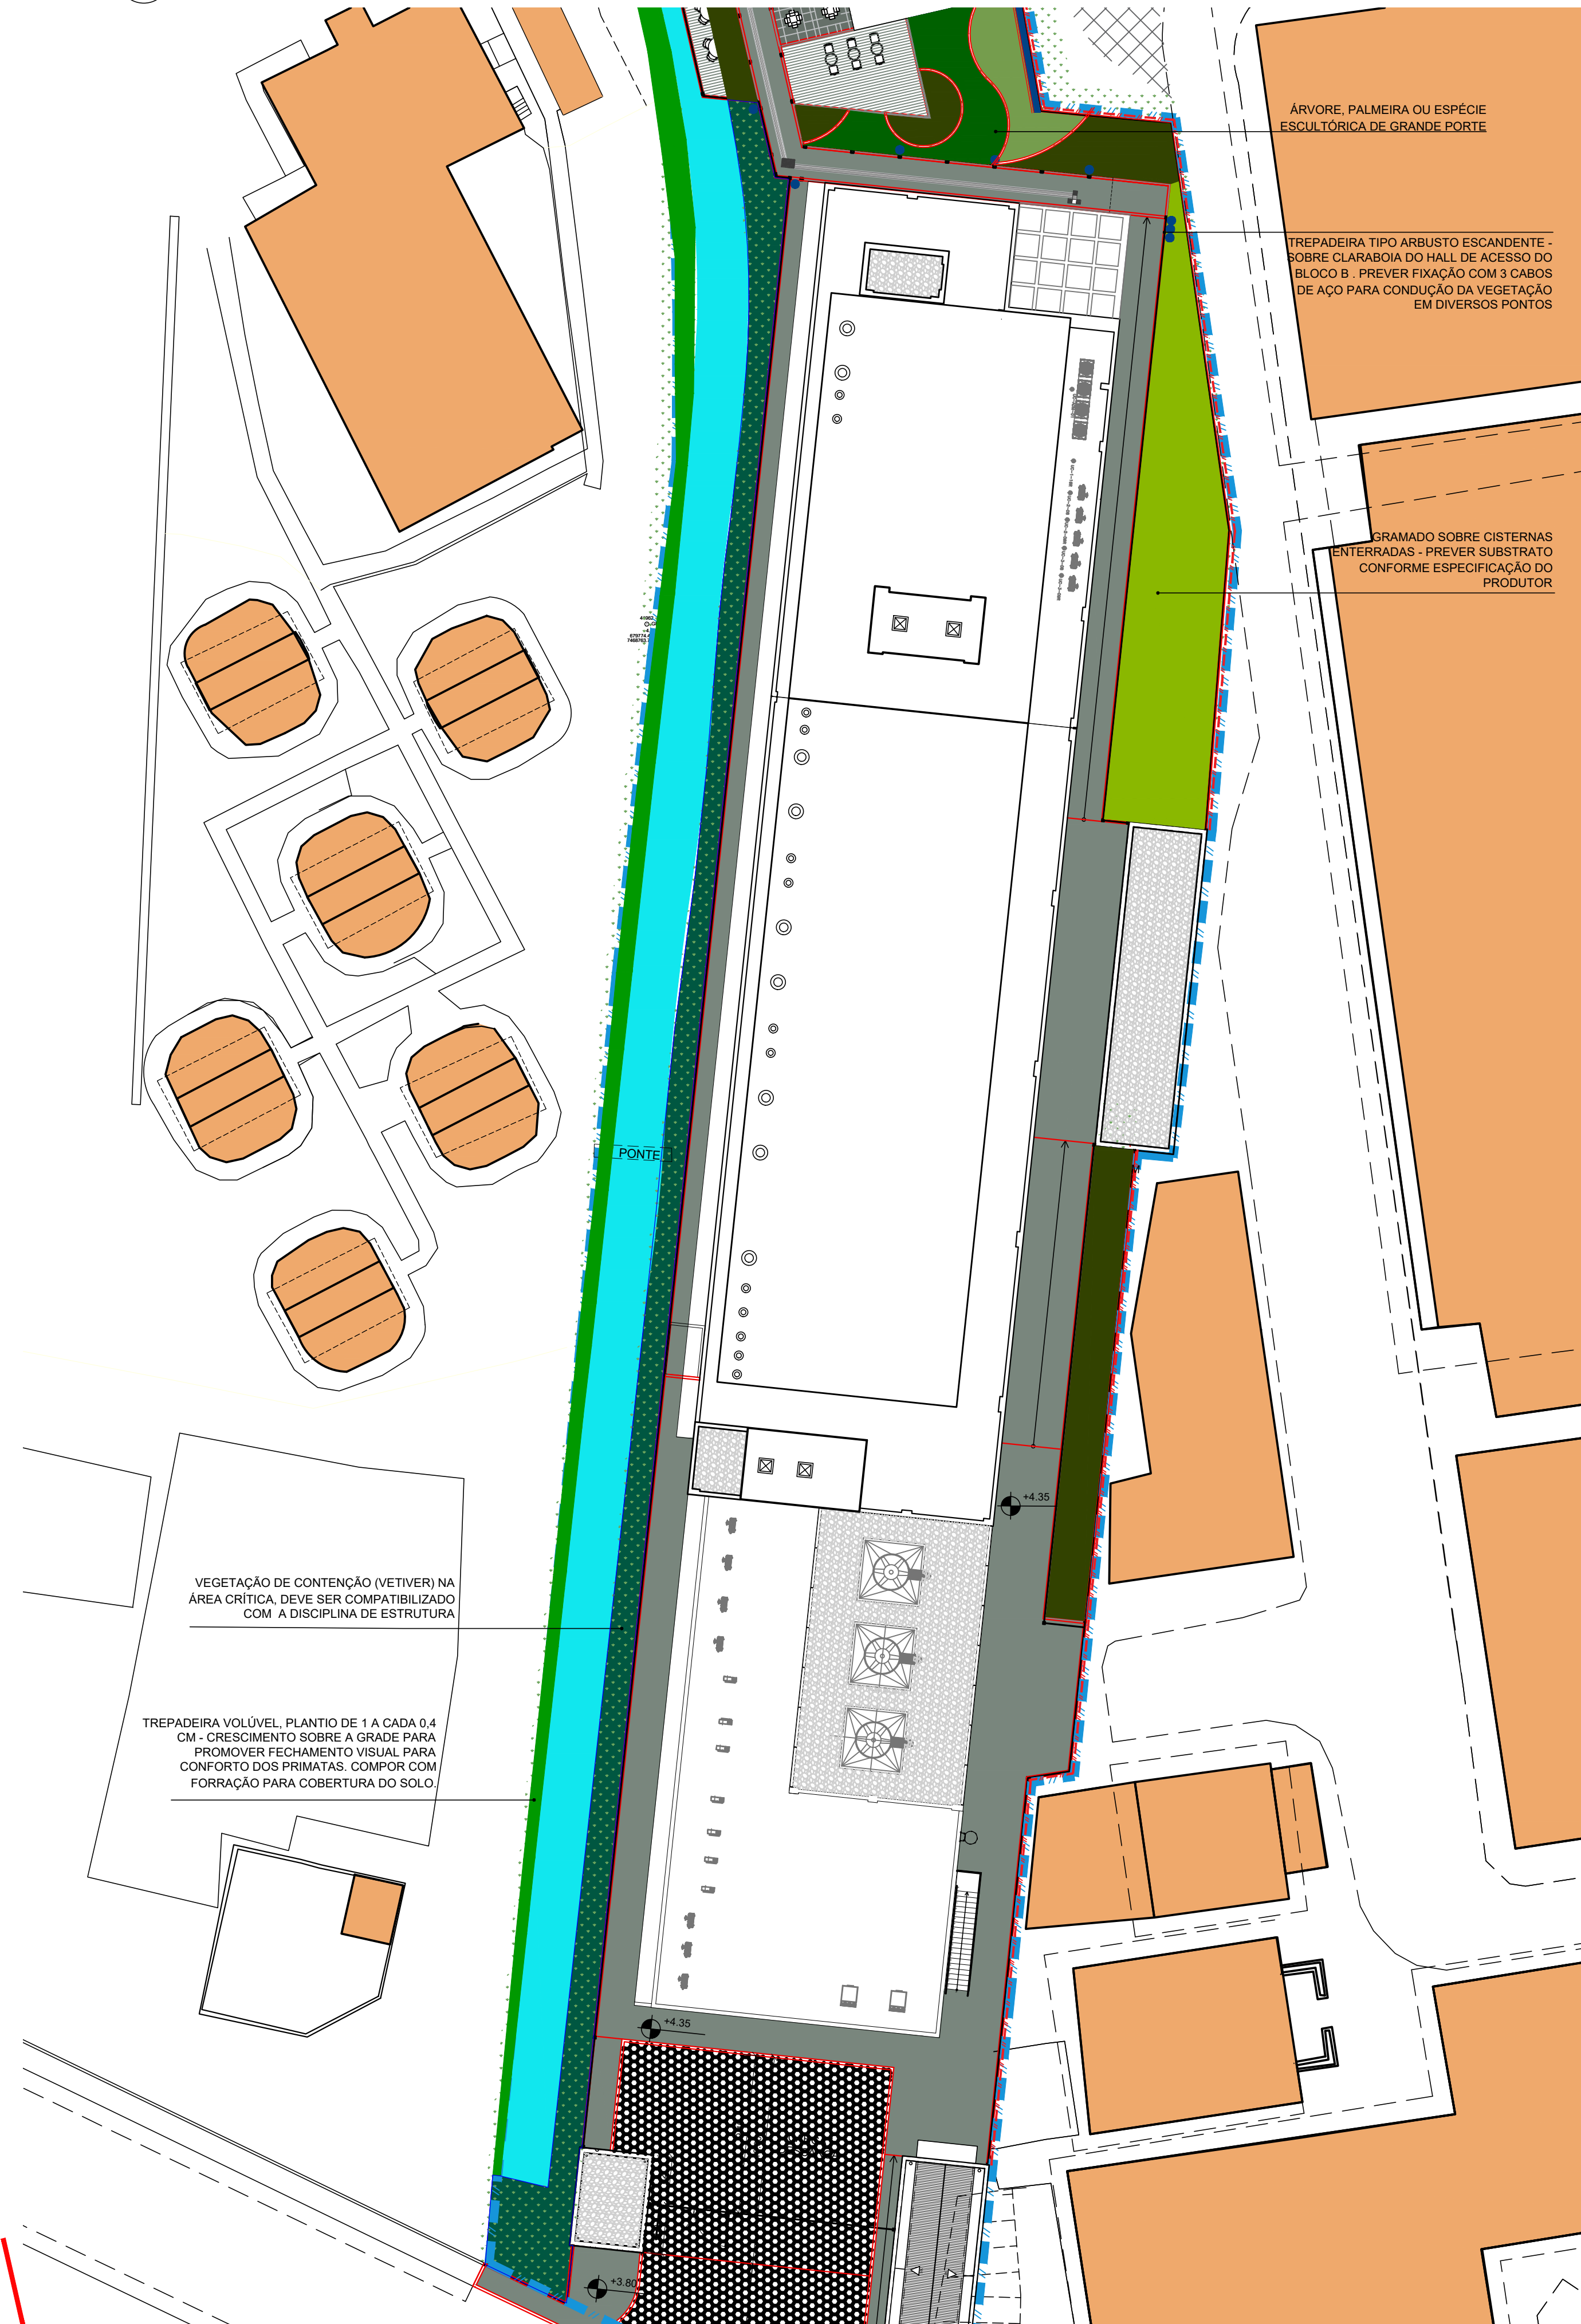 ÁRVORE, PALMEIRA OU ESPÉCIE
ESCULTÓRICA DE GRANDE PORTE
TREPADEIRA TIPO ARBUSTO ESCANDENTE -
SOBRE CLARABOIA DO HALL DE ACESSO DO
BLOCO B . PREVER FIXAÇÃO COM 3 CABOS
DE AÇO PARA CONDUÇÃO DA VEGETAÇÃO
EM DIVERSOS PONTOS
GRAMADO SOBRE CISTERNAS
ENTERRADAS - PREVER SUBSTRATO
CONFORME ESPECIFICAÇÃO DO
PRODUTOR
PONTE
M
+4.35
VEGETAÇÃO DE CONTENÇÃO (VETIVER) NA
ÁREA CRÍTICA, DEVE SER COMPATIBILIZADO
COM A DISCIPLINA DE ESTRUTURA
TREPADEIRA VOLÚVEL, PLANTIO DE 1 A CADA 0,4
CM - CRESCIMENTO SOBRE A GRADE PARA
PROMOVER FECHAMENTO VISUAL PARA
CONFORTO DOS PRIMATAS. COMPOR COM
FORRAÇÃO PARA COBERTURA DO SOLO.
+4.35
+3.80